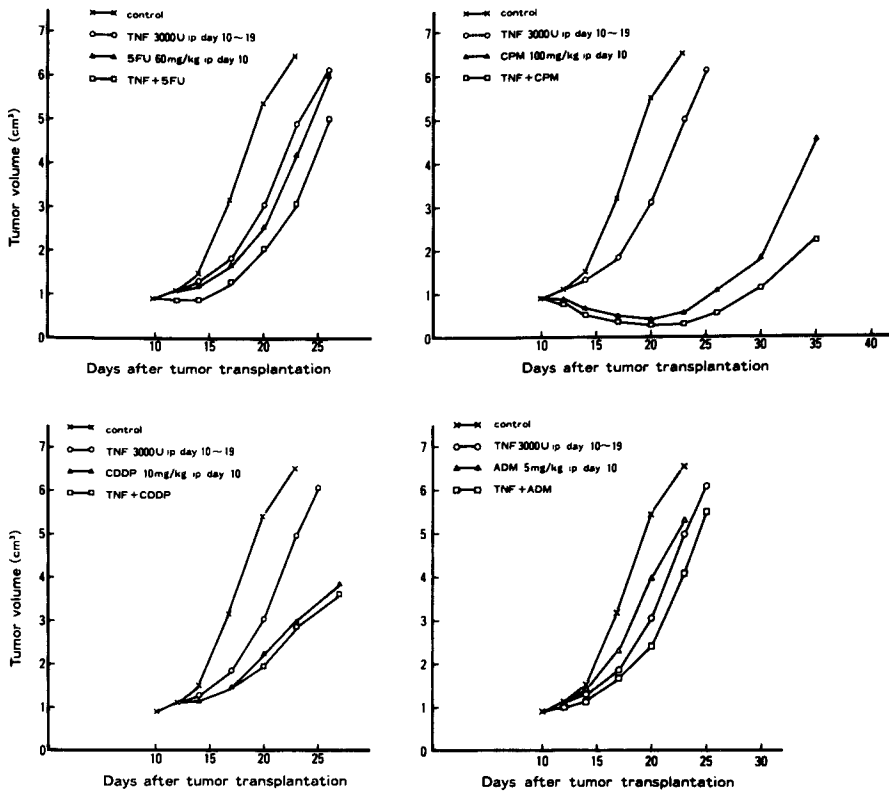 control
TNF 3000U ip day 10~19
5FU 60mg/kg ip day 10
TNF+5FU
Tumor volume (cm³)
7
6
5
4
3
2
1
0
10 15 20 25
Days after tumor transplantation
control
TNF 3000U ip day 10~19
CPM 100mg/kg ip day 10
TNF+CPM
7
6
5
4
3
2
1
0
10 15 20 25 30 35 40
Days after tumor transplantation
control
TNF 3000U ip day 10~19
CDDP 10mg/kg ip day 10
TNF+CDDP
Tumor volume (cm³)
7
6
5
4
3
2
1
0
10 15 20 25
Days after tumor transplantation
control
TNF 3000U ip day 10~19
ADM 5mg/kg ip day 10
TNF+ADM
7
6
5
4
3
2
1
0
10 15 20 25 30
Days after tumor transplantation